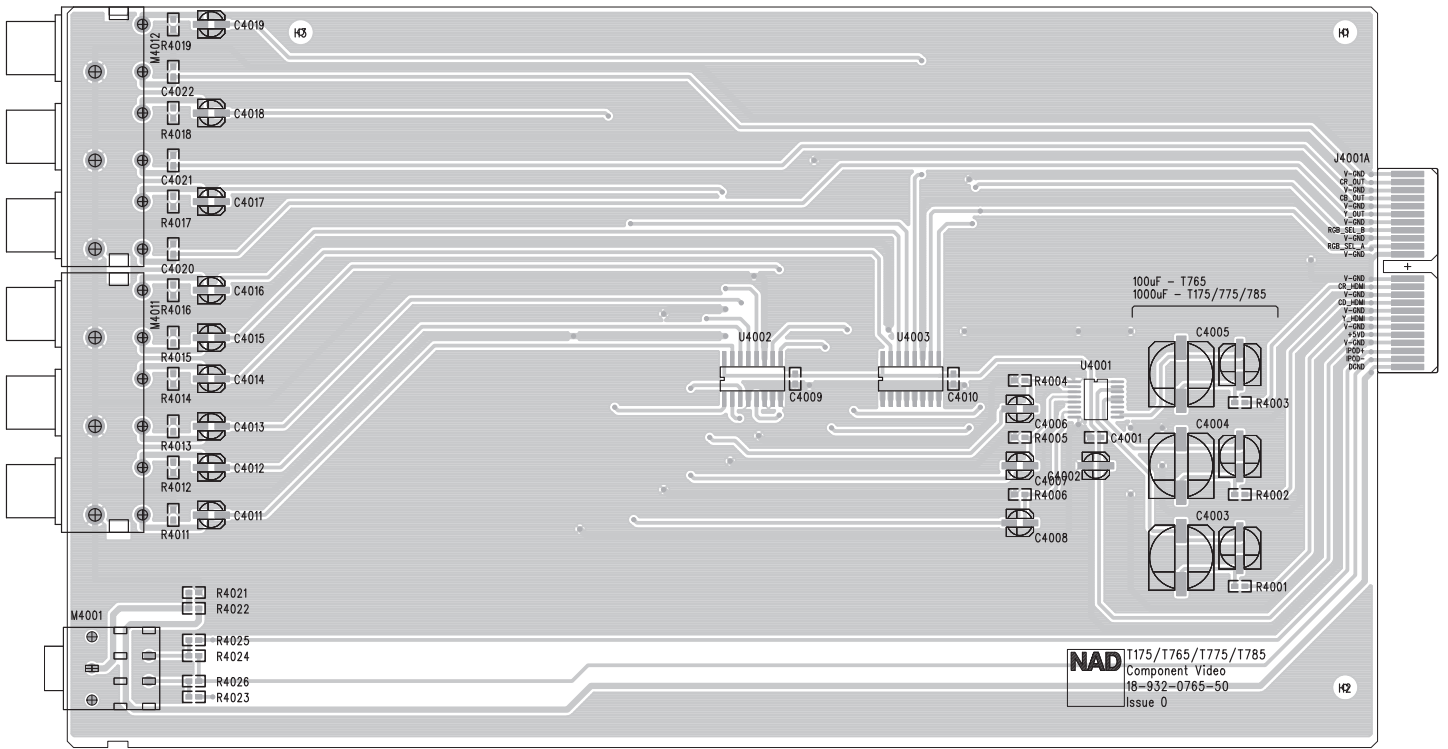 C4019
R4019
M4012
C4022
C4018
R4018
C4021
C4017
R4017
C4020
C4016
R4016
M4011
C4015
R4015
C4014
R4014
C4013
R4013
C4012
R4012
C4011
R4011
R4021
R4022
M4001
R4025
R4024
R4026
R4023
U4002
C4009
U4003
C4010
R4004
C4006
R4005
C4007
R4006
C4008
U4001
C4001
C4002
100uF - T765
1000uF - T175/775/785
C4005
R4003
C4004
R4002
C4003
R4001
J4001A
V-GND
CR_OUT
V-GND
CB_OUT
V-GND
Y_OUT
V-GND
RGB_SEL_B
V-GND
RGB_SEL_A
V-GND
V-GND
CR_HDMI
V-GND
CD_HDMI
V-GND
Y_HDMI
V-GND
+5VD
V-GND
IPOD+
IPOD-
DGND
NAD
T175/T765/T775/T785
Component Video
18-932-0765-50
Issue 0